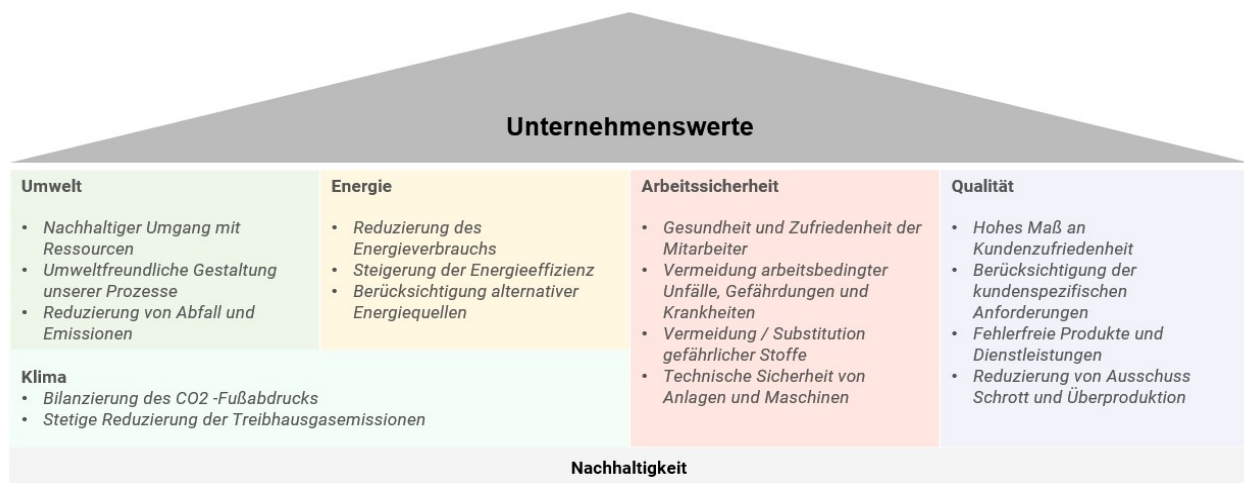 Unternehmenswerte
Umwelt
• Nachhaltiger Umgang mit
Ressourcen
• Umweltfreundliche Gestaltung
unserer Prozesse
• Reduzierung von Abfall und
Emissionen
Energie
• Reduzierung des
Energieverbrauchs
• Steigerung der Energieeffizienz
• Berücksichtigung alternativer
Energiequellen
Klima
• Bilanzierung des CO2 -Fußabdrucks
• Stetige Reduzierung der Treibhausgasemissionen
Arbeitssicherheit
• Gesundheit und Zufriedenheit der
Mitarbeiter
• Vermeidung arbeitsbedingter
Unfälle, Gefährdungen und
Krankheiten
• Vermeidung / Substitution
gefährlicher Stoffe
• Technische Sicherheit von
Anlagen und Maschinen
Qualität
• Hohes Maß an
Kundenzufriedenheit
• Berücksichtigung der
kundenspezifischen
Anforderungen
• Fehlerfreie Produkte und
Dienstleistungen
• Reduzierung von Ausschuss
Schrott und Überproduktion
Nachhaltigkeit